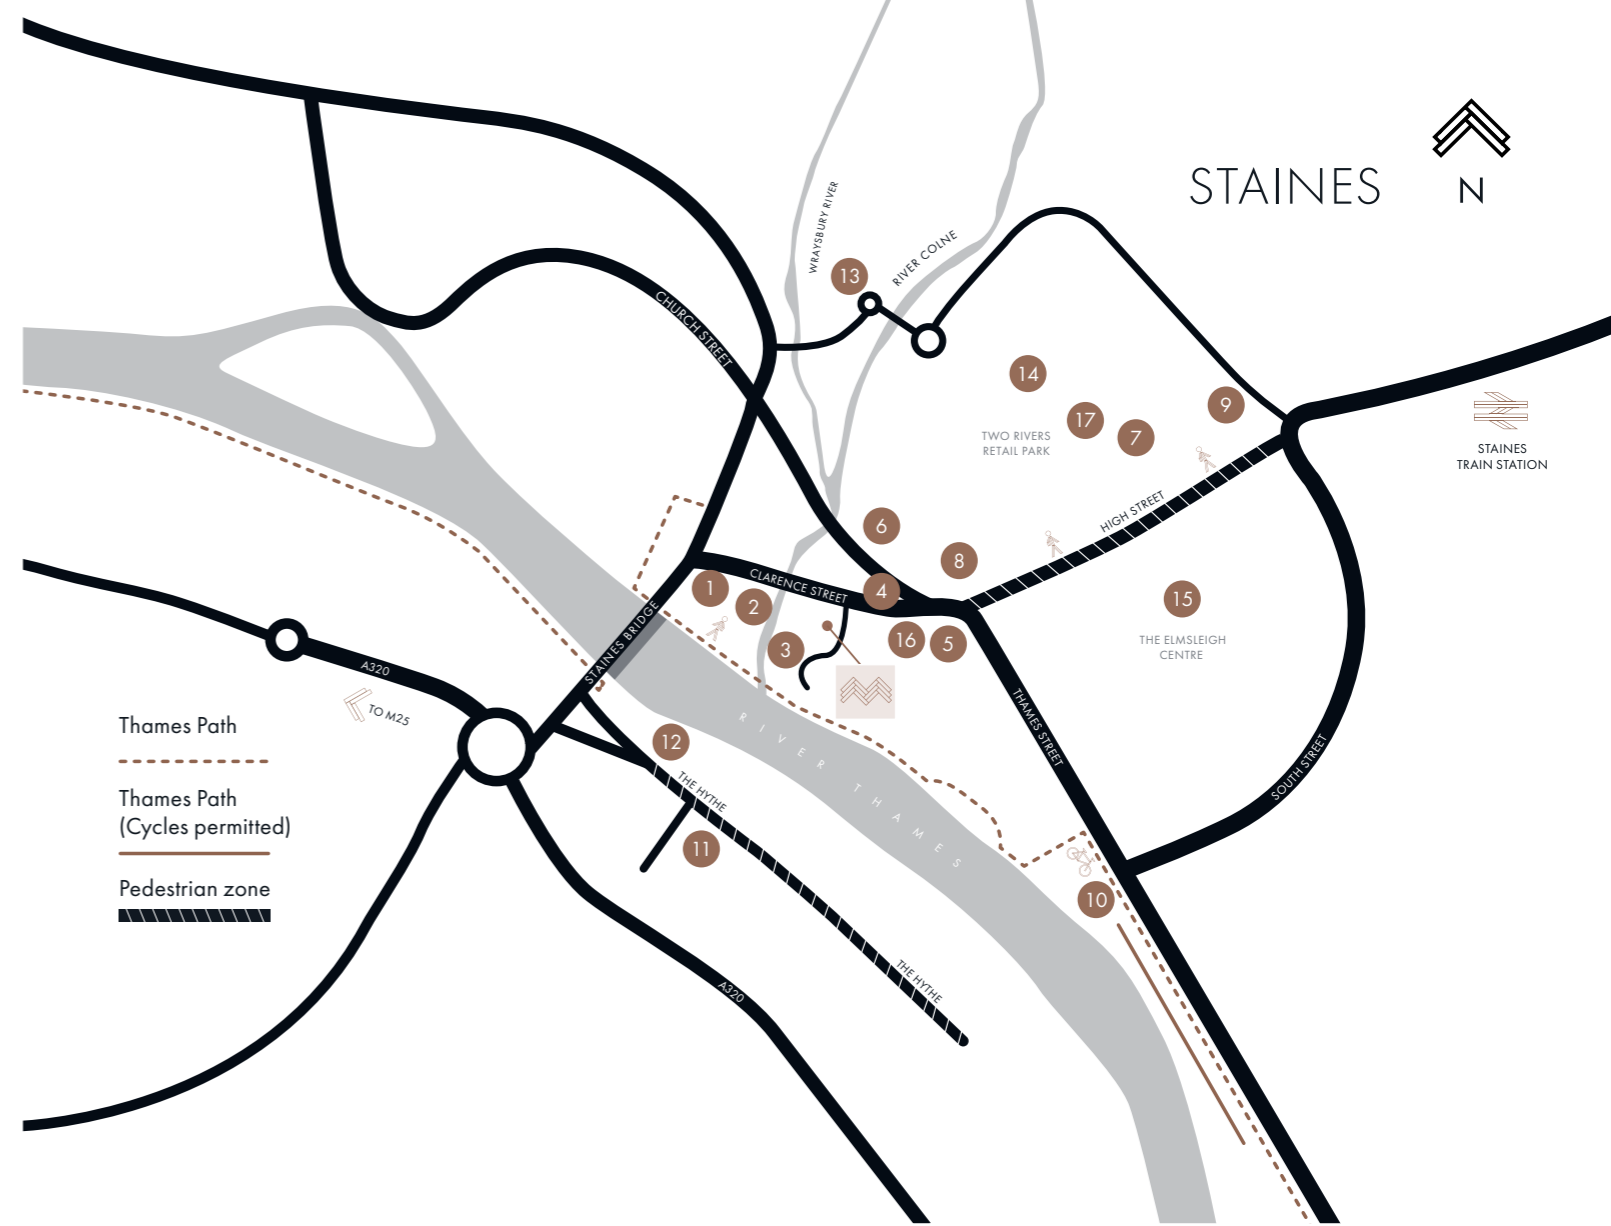 STAINES
N
WRAYSBURY RIVER
RIVER COLNE
13
CHURCH STREET
14
17
7
9
TWO RIVERS
RETAIL PARK
STAINES
TRAIN STATION
HIGH STREET
6
8
CLARENCE STREET
1
2
3
4
16
5
15
THE ELMSLEIGH
CENTRE
STAINES BRIDGE
A320
TO M25
RIVER THAMES
THAMES STREET
SOUTH STREET
12
THE HYTHE
11
10
THE HYTHE
A320
Thames Path
Thames Path
(Cycles permitted)
Pedestrian zone